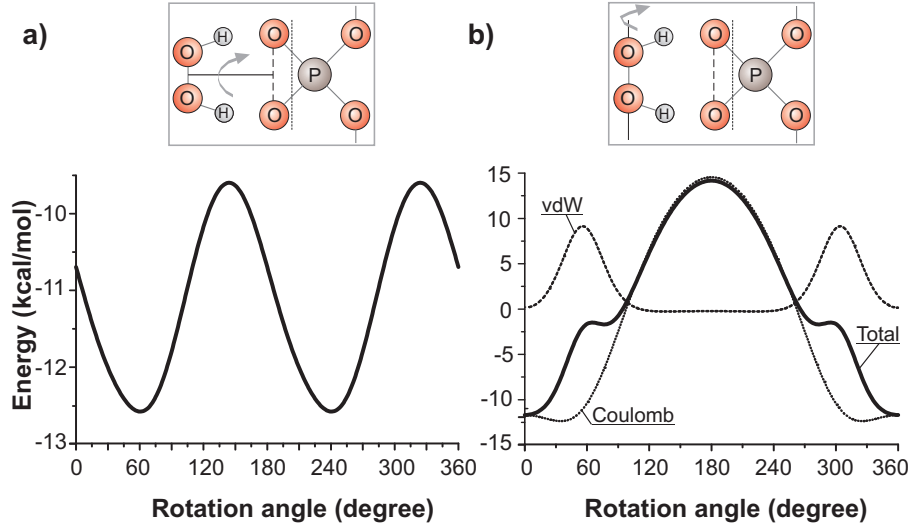 a)
O H
O H
O O
P
O O
b)
O H
O H
O O
P
O O
Energy (kcal/mol)
-10
-11
-12
-13
0 60 120 180 240 300 360
Rotation angle (degree)
15
10
5
0
-5
-10
-15
vdW
Total
Coulomb
0 60 120 180 240 300 360
Rotation angle (degree)